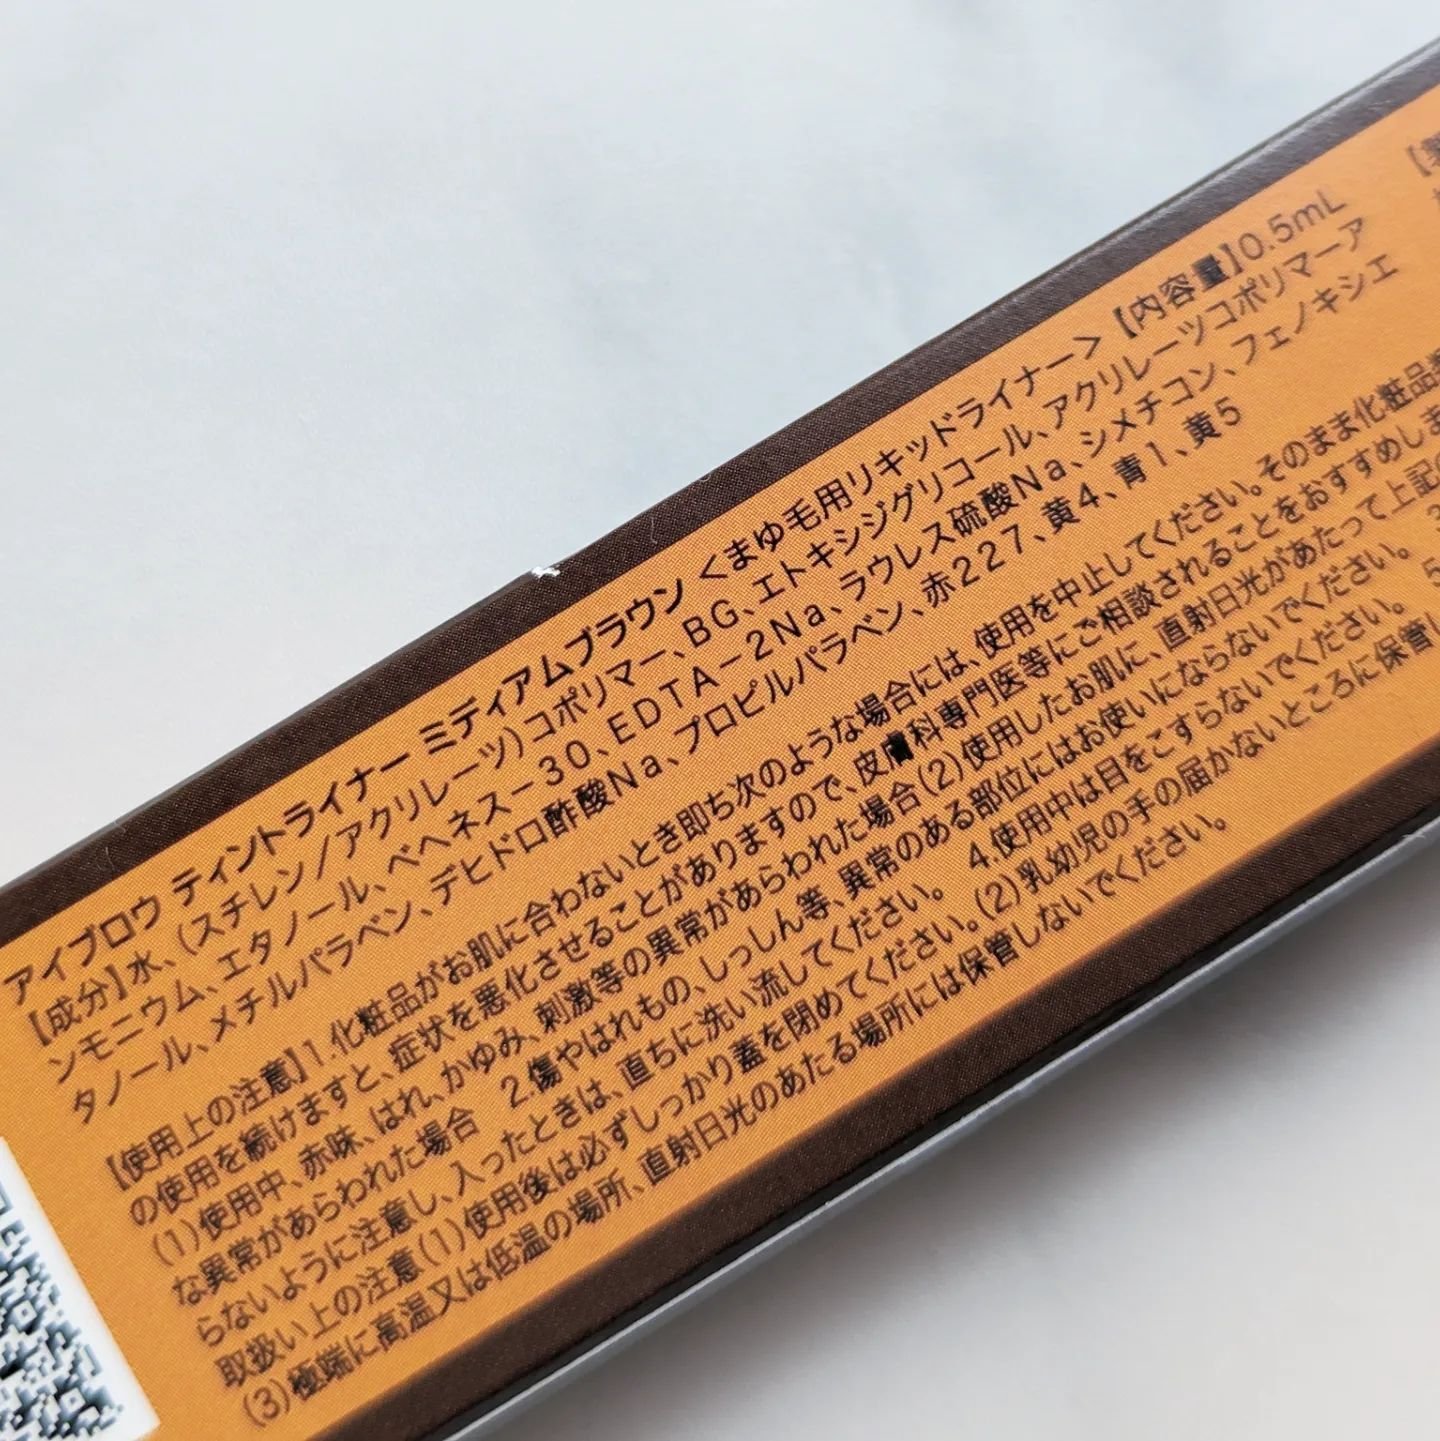 アイブロウ ティントライナー ミディアムブラウン <まゆ毛用リキッドライナー> 【内容量】0.5mL
【成分】水、(スチレン/アクリレーツ)コポリマー、BG、エトキシジグリコール、アクリレーツコポリマーア
ンモニウム、エタノール、ベヘネス-30、EDTA-2Na、ラウレス硫酸Na、シメチコン、フェノキシエ
タノール、メチルパラベン、デヒドロ酢酸Na、プロピルパラベン、赤227、黄4、青1、黄5
【使用上の注意】1.化粧品がお肌に合わないとき即ち次のような場合には、使用を中止してください。そのまま化粧品
の使用を続けますと、症状を悪化させることがありますので、皮膚科専門医等にご相談されることをおすすめしま
(1)使用中、赤味、はれ、かゆみ、刺激等の異常があらわれた場合(2)使用したお肌に、直射日光があたって上記
な異常があらわれた場合 2.傷やはれもの、しっしん等、異常のある部位にはお使いにならないでください。
らないように注意し、入ったときは、直ちに洗い流してください。 4.使用中は目をこすらないでください。
取扱い上の注意(1)使用後は必ずしっかり蓋を閉めてください。(2)乳幼児の手の届かないところに保管
(3)極端に高温又は低温の場所、直射日光のあたる場所には保管しないでください。